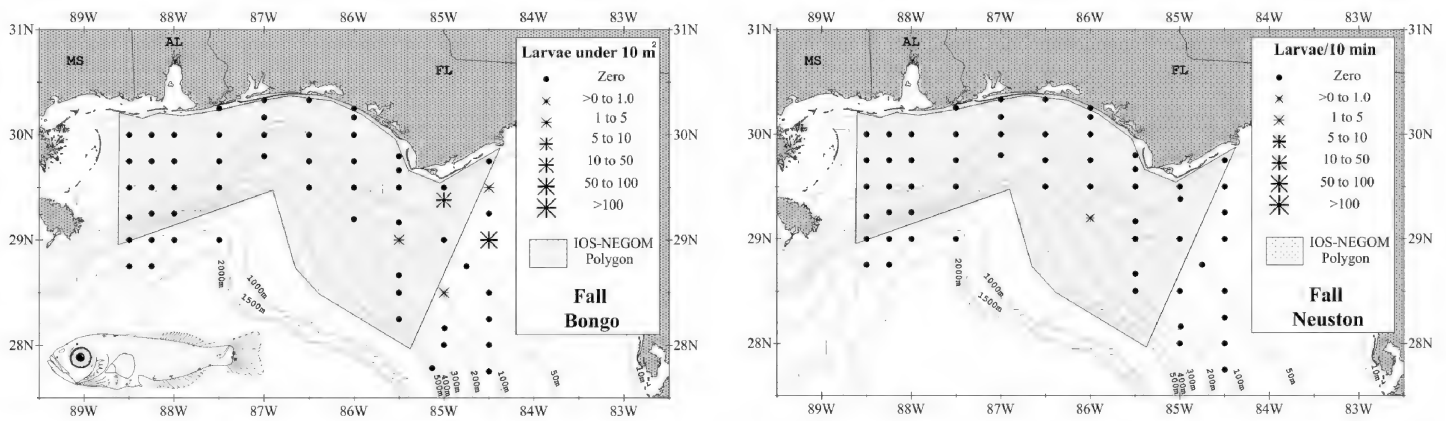 89W 88W 87W 86W 85W 84W 83W
31N 31N
30N 30N
29N 29N
28N 28N
MS AL FL
Larvae under 10 m2
Zero
>0 to 1.0
1 to 5
5 to 10
10 to 50
50 to 100
>100
IOS-NEGOM
Polygon
Fall
Bongo
2000m
1000m
1500m
500m 400m 300m 200m 100m 50m 10m
89W 88W 87W 86W 85W 84W 83W
89W 88W 87W 86W 85W 84W 83W
31N 31N
30N 30N
29N 29N
28N 28N
MS AL FL
Larvae/10 min
Zero
>0 to 1.0
1 to 5
5 to 10
10 to 50
50 to 100
>100
IOS-NEGOM
Polygon
Fall
Neuston
2000m
1000m
1500m
500m 400m 300m 200m 100m 50m 10m
89W 88W 87W 86W 85W 84W 83W